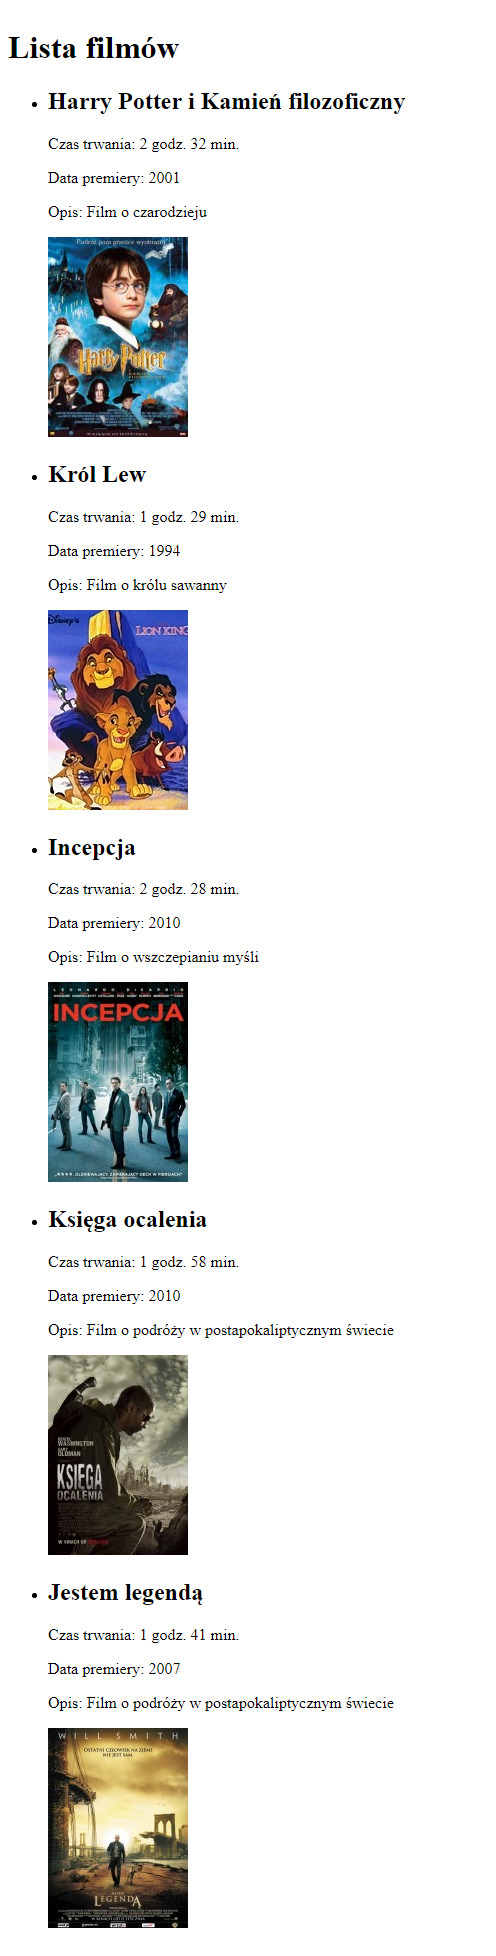 Lista filmów
Harry Potter i Kamień filozoficzny
Czas trwania: 2 godz. 32 min.
Data premiery: 2001
Opis: Film o czarodzieju
Podróż poza granice wyobraźni
Harry Potter
Król Lew
Czas trwania: 1 godz. 29 min.
Data premiery: 1994
Opis: Film o królu sawanny
Disney's
LION KING
Incepcja
Czas trwania: 2 godz. 28 min.
Data premiery: 2010
Opis: Film o wszczepianiu myśli
LEONARDO DICAPRIO
INCEPCJA
Księga ocalenia
Czas trwania: 1 godz. 58 min.
Data premiery: 2010
Opis: Film o podróży w postapokaliptycznym świecie
DENZEL
WASHINGTON
GARY
OLDMAN
KSIĘGA
OCALENIA
W KINACH
Jestem legendą
Czas trwania: 1 godz. 41 min.
Data premiery: 2007
Opis: Film o podróży w postapokaliptycznym świecie
WILL SMITH
OSTATNI CZŁOWIEK NA ZIEMI
NIE JEST SAM
LEGENDĄ
W KINACH OD 11 STYCZNIA